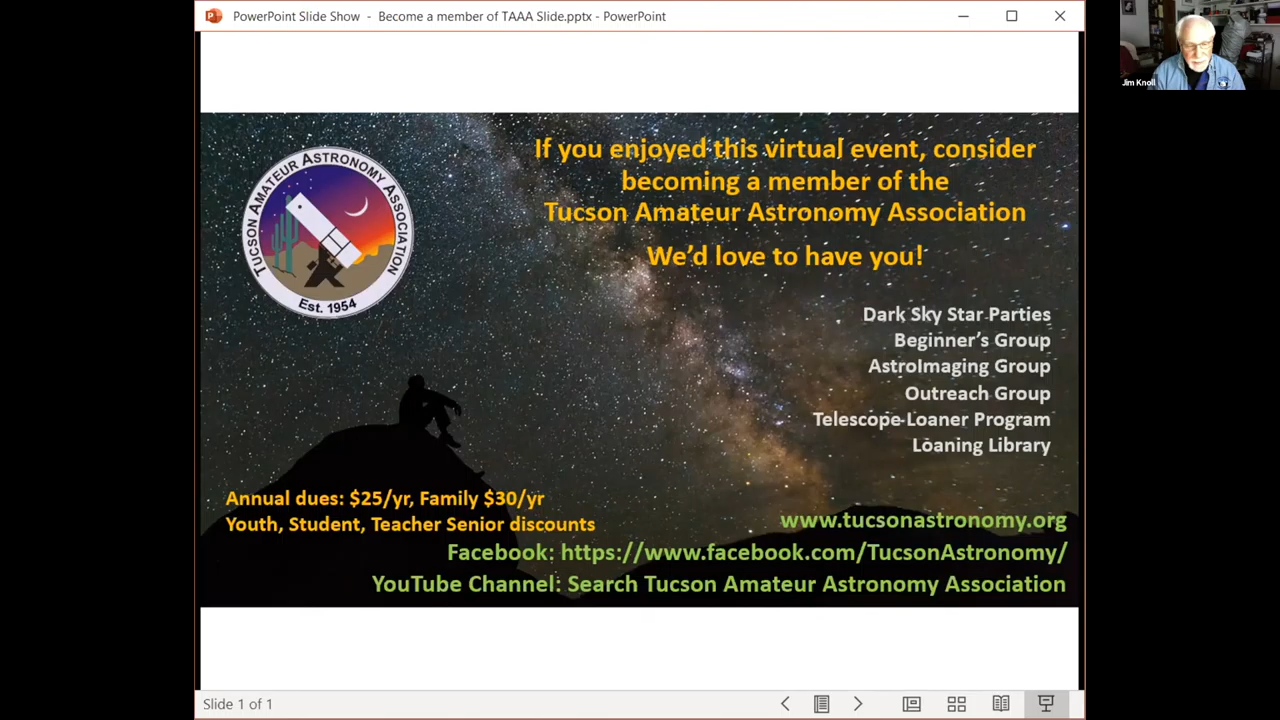 PowerPoint Slide Show - Become a member of TAAA Slide.pptx - PowerPoint
Jim Knoll
TUCSON AMATEUR ASTRONOMY ASSOCIATION
Est. 1954
If you enjoyed this virtual event, consider
becoming a member of the
Tucson Amateur Astronomy Association
We'd love to have you!
Dark Sky Star Parties
Beginner's Group
AstroImaging Group
Outreach Group
Telescope Loaner Program
Loaning Library
Annual dues: $25/yr, Family $30/yr
Youth, Student, Teacher Senior discounts
www.tucsonastronomy.org
Facebook: https://www.facebook.com/TucsonAstronomy/
YouTube Channel: Search Tucson Amateur Astronomy Association
Slide 1 of 1